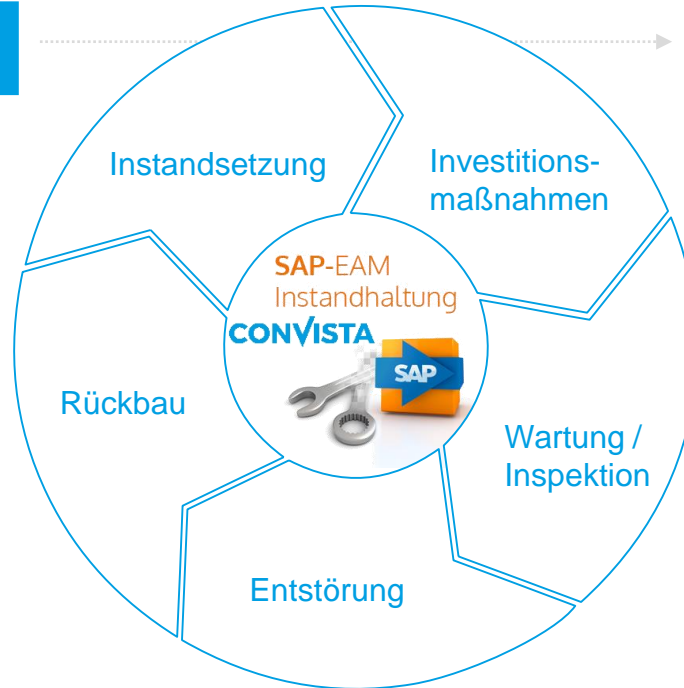 Instandsetzung
Investitions-
maßnahmen
SAP-EAM
Instandhaltung
CONVISTA
SAP
Rückbau
Wartung /
Inspektion
Entstörung